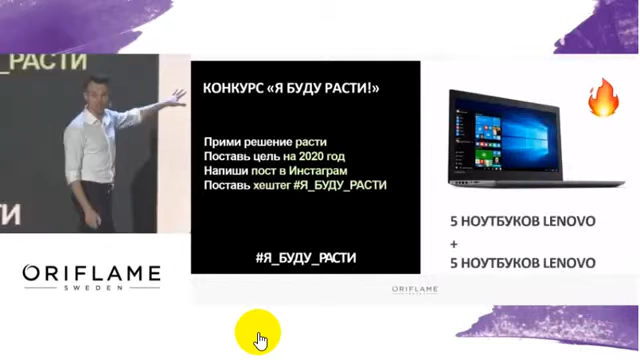 _РАСТИ
ТИ
ORIFLAME
SWEDEN
КОНКУРС «Я БУДУ РАСТИ!»
Прими решение расти
Поставь цель на 2020 год
Напиши пост в Инстаграм
Поставь хештег #Я_БУДУ_РАСТИ
#Я_БУДУ_РАСТИ
5 НОУТБУКОВ LENOVO
+
5 НОУТБУКОВ LENOVO
ORIFLAME